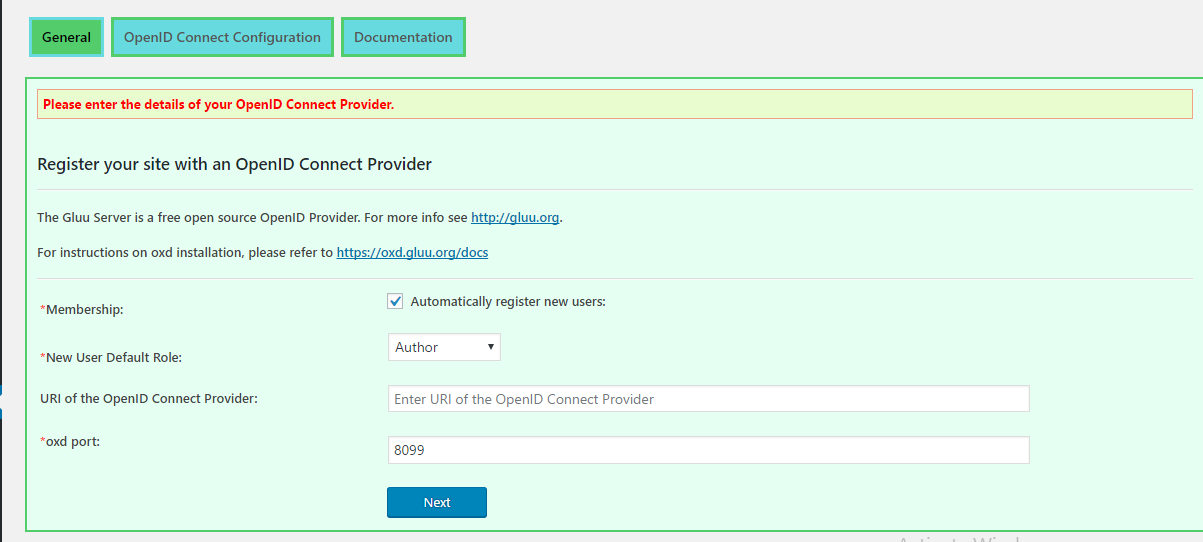 General OpenID Connect Configuration Documentation
Please enter the details of your OpenID Connect Provider.
Register your site with an OpenID Connect Provider
The Gluu Server is a free open source OpenID Provider. For more info see http://gluu.org.
For instructions on oxd installation, please refer to https://oxd.gluu.org/docs
*Membership: Automatically register new users:
*New User Default Role: Author
URI of the OpenID Connect Provider: Enter URI of the OpenID Connect Provider
*oxd port: 8099
Next